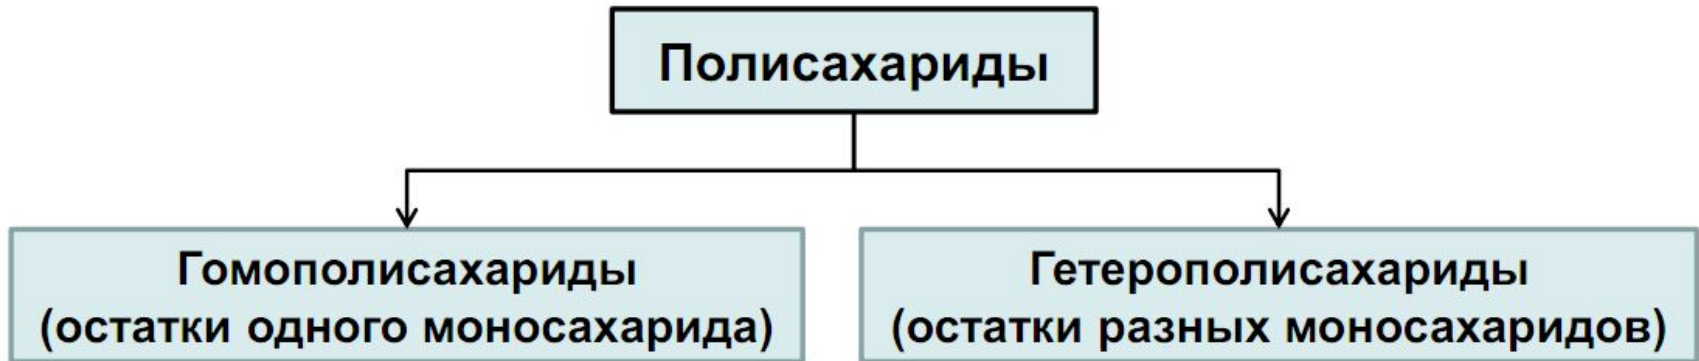 Полисахариды
Гомополисахариды
(остатки одного моносахарида)
Гетерополисахариды
(остатки разных моносахаридов)